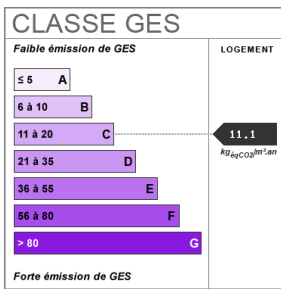 CLASSE GES
Faible émission de GES
LOGEMENT
≤ 5 A
6 à 10 B
11 à 20 C
11.1
kgéqCO2/m².an
21 à 35 D
36 à 55 E
56 à 80 F
> 80 G
Forte émission de GES